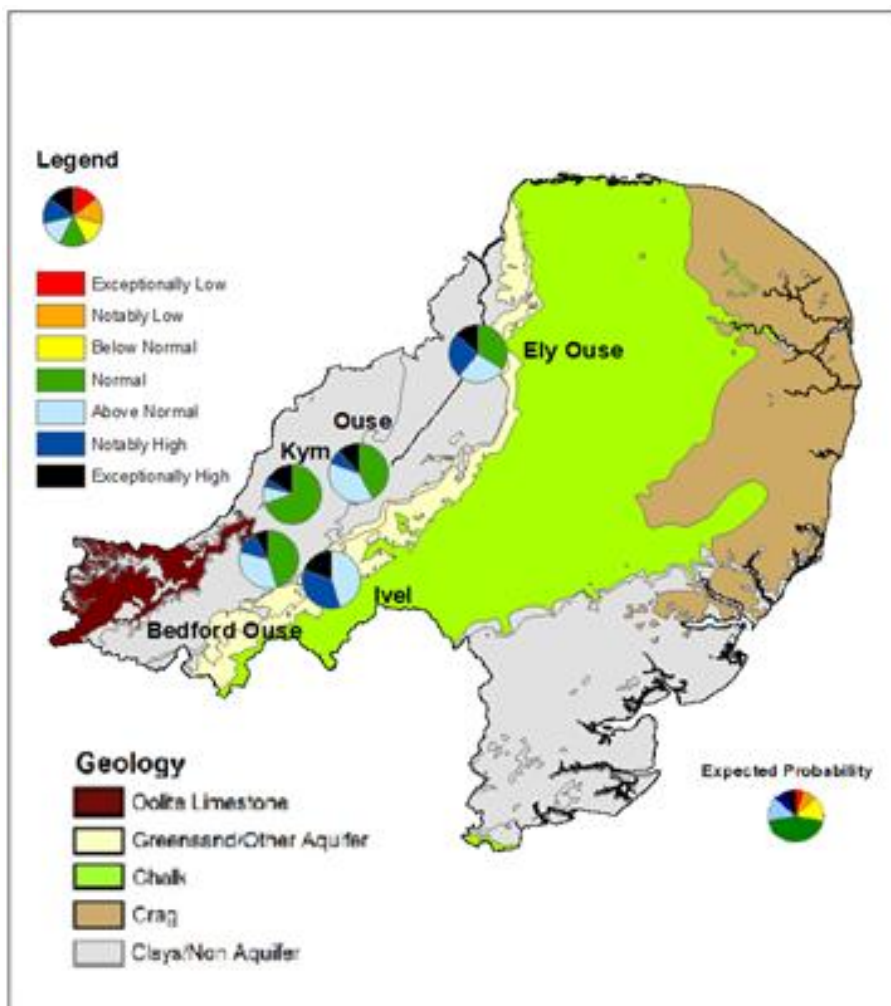 Legend
Exceptionally Low
Notably Low
Below Normal
Normal
Above Normal
Notably High
Exceptionally High
Ely Ouse
Ouse
Kym
Ivel
Bedford Ouse
Geology
Oolite Limestone
Greensand/Other Aquifer
Chalk
Crag
Clays/Non Aquifer
Expected Probability